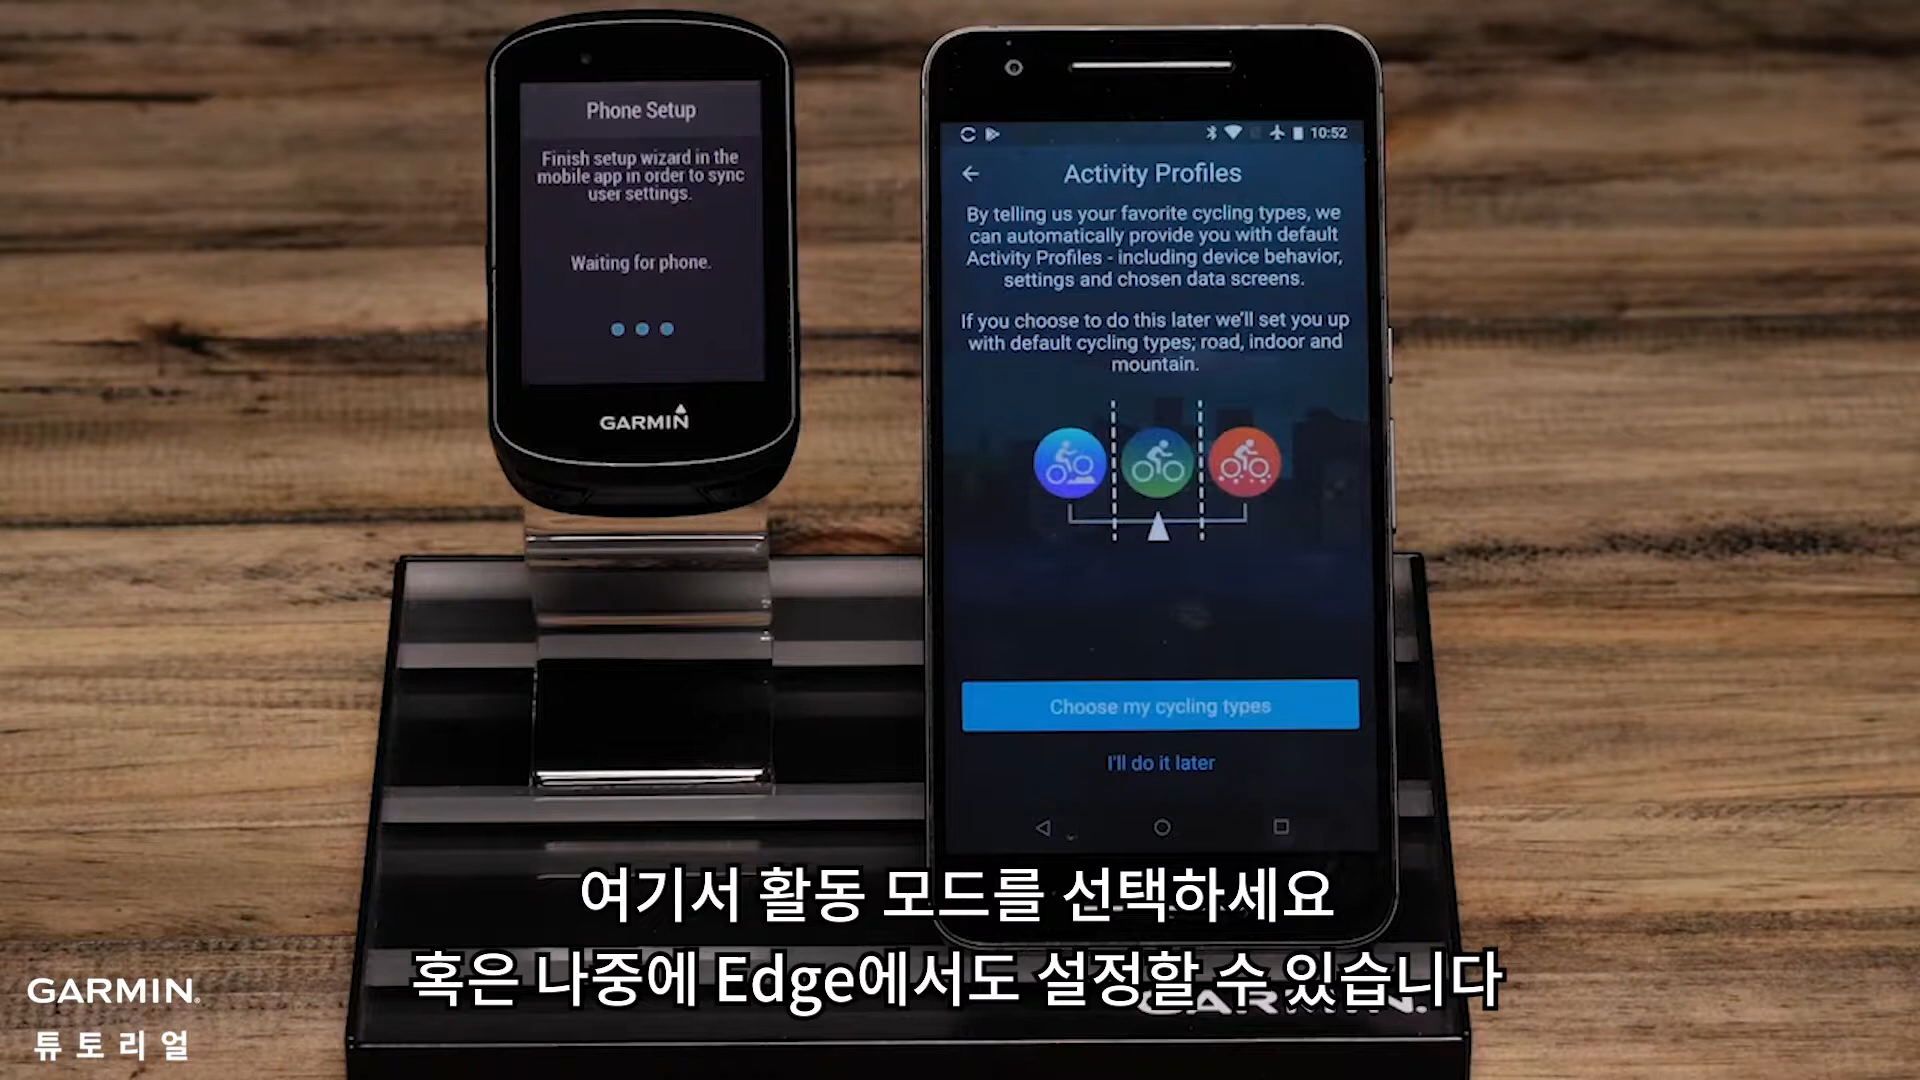 Phone Setup
Finish setup wizard in the
mobile app in order to sync
user settings.
Waiting for phone.
GARMIN
10:52
Activity Profiles
By telling us your favorite cycling types, we
can automatically provide you with default
Activity Profiles - including device behavior,
settings and chosen data screens.
If you choose to do this later we'll set you up
with default cycling types; road, indoor and
mountain.
Choose my cycling types
I'll do it later
여기서 활동 모드를 선택하세요
혹은 나중에 Edge에서도 설정할 수 있습니다
GARMIN.
GARMIN.
튜토리얼